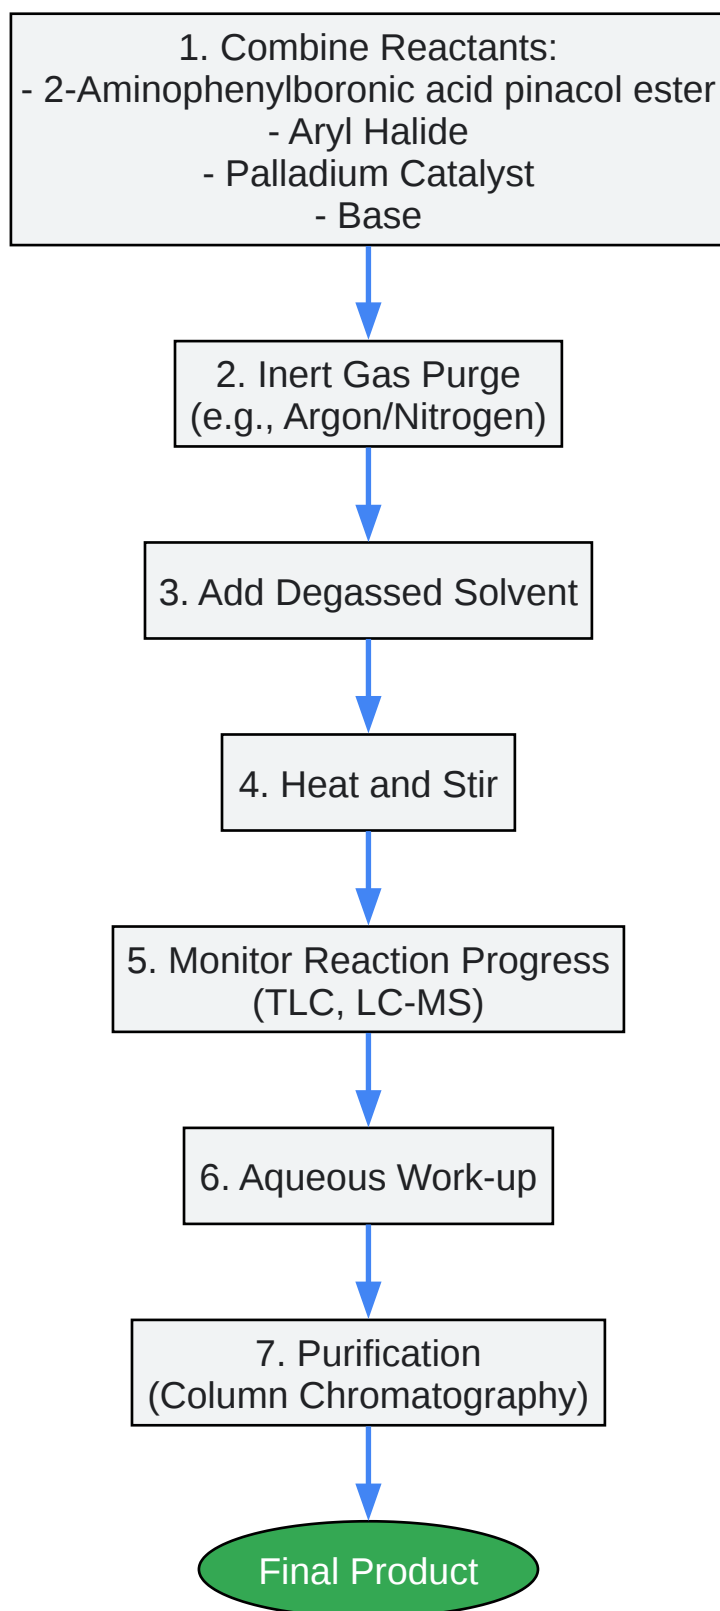 1. Combine Reactants:
- 2-Aminophenylboronic acid pinacol ester
- Aryl Halide
- Palladium Catalyst
- Base
2. Inert Gas Purge
(e.g., Argon/Nitrogen)
3. Add Degassed Solvent
4. Heat and Stir
5. Monitor Reaction Progress
(TLC, LC-MS)
6. Aqueous Work-up
7. Purification
(Column Chromatography)
Final Product